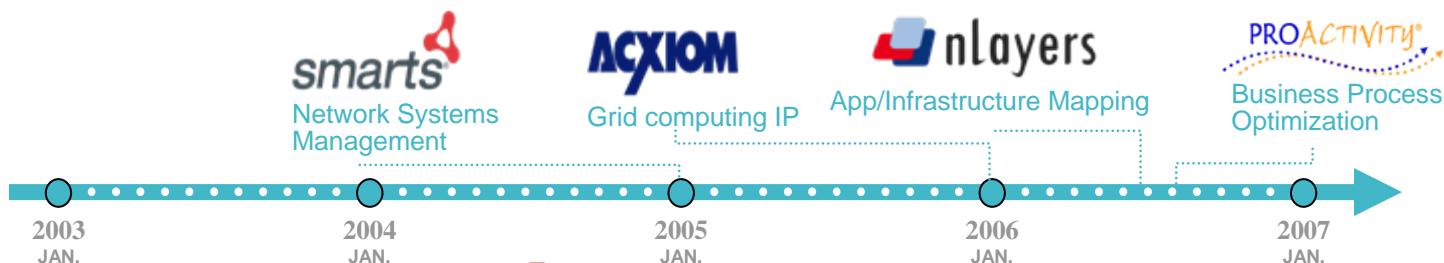 smarts
Network Systems
Management
ACXIOM
Grid computing IP
nlayers
App/Infrastructure Mapping
PROACTIVITY®
Business Process
Optimization
2003
JAN.
2004
JAN.
2005
JAN.
2006
JAN.
2007
JAN.